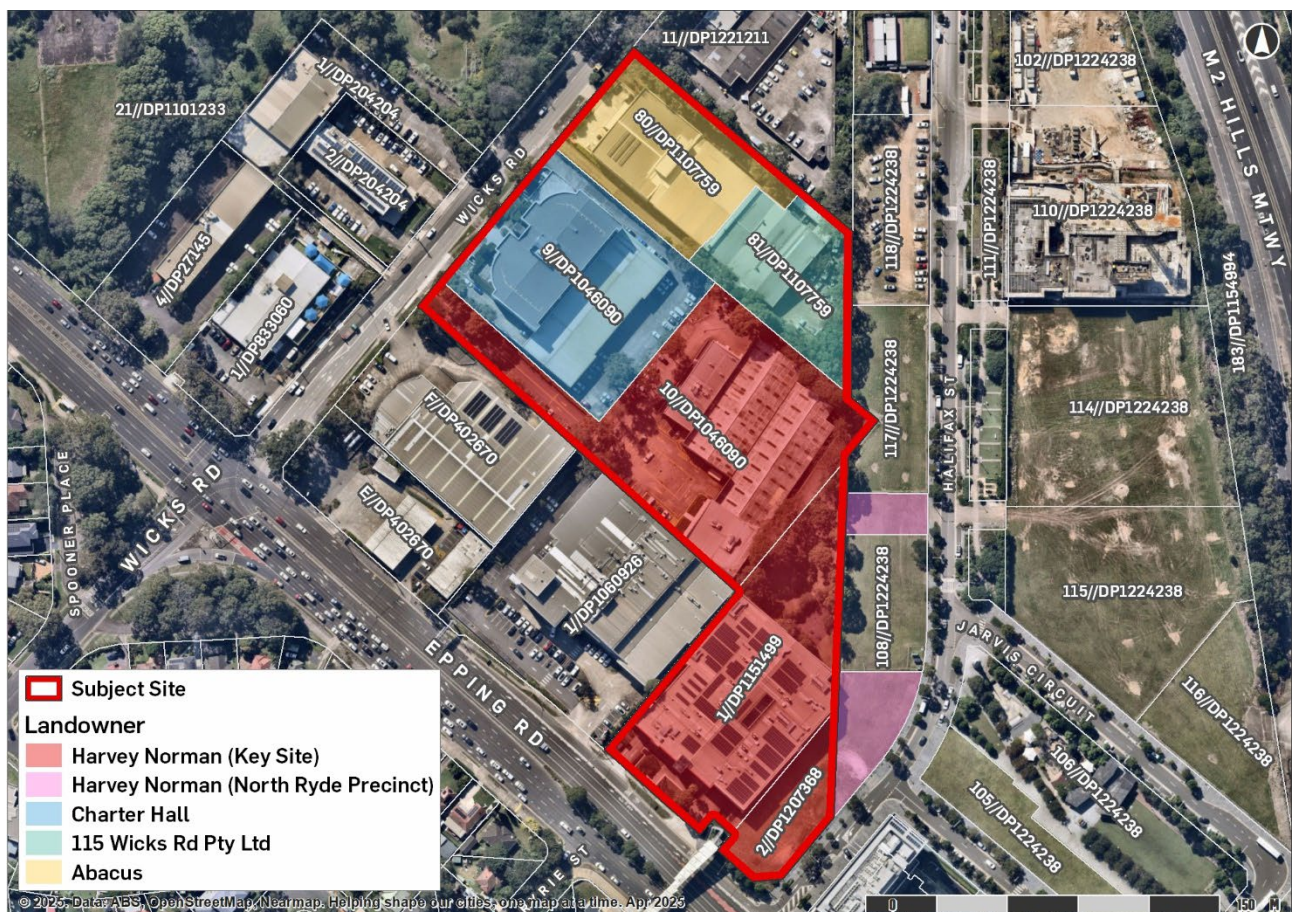 11//DP1221211
102//DP1224238
M2 HILLS MTWY
1//DP204204
21//DP1101233
2//DP204204
WICKS RD
80//DP1107759
118//DP1224238
111//DP1224238
110//DP1224238
4//DP27145
9//DP1046090
81//DP1107759
183//DP1154994
1//DP833060
117//DP1224238
HALIFAX ST
114//DP1224238
10//DP1046090
F//DP402670
SPOONER PLACE
WICKS RD
E//DP402670
1//DP1060926
108//DP1224238
115//DP1224238
JARVIS CIRCUIT
EPPING RD
1//DP1151499
116//DP1224238
106//DP1224238
105//DP1224238
2//DP1207368
Subject Site
Landowner
Harvey Norman (Key Site)
Harvey Norman (North Ryde Precinct)
Charter Hall
115 Wicks Rd Pty Ltd
Abacus
© 2025. Data: ABS, OpenStreetMap, Nearmap. Helping shape our cities, one map at a time. Apr 2025
0 150 M